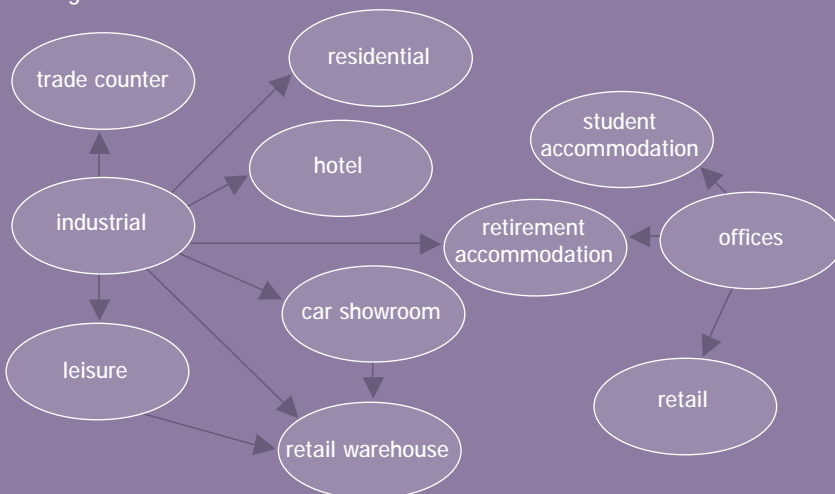 residential
trade counter
student
accommodation
hotel
industrial
retirement
accommodation
offices
car showroom
leisure
retail
retail warehouse